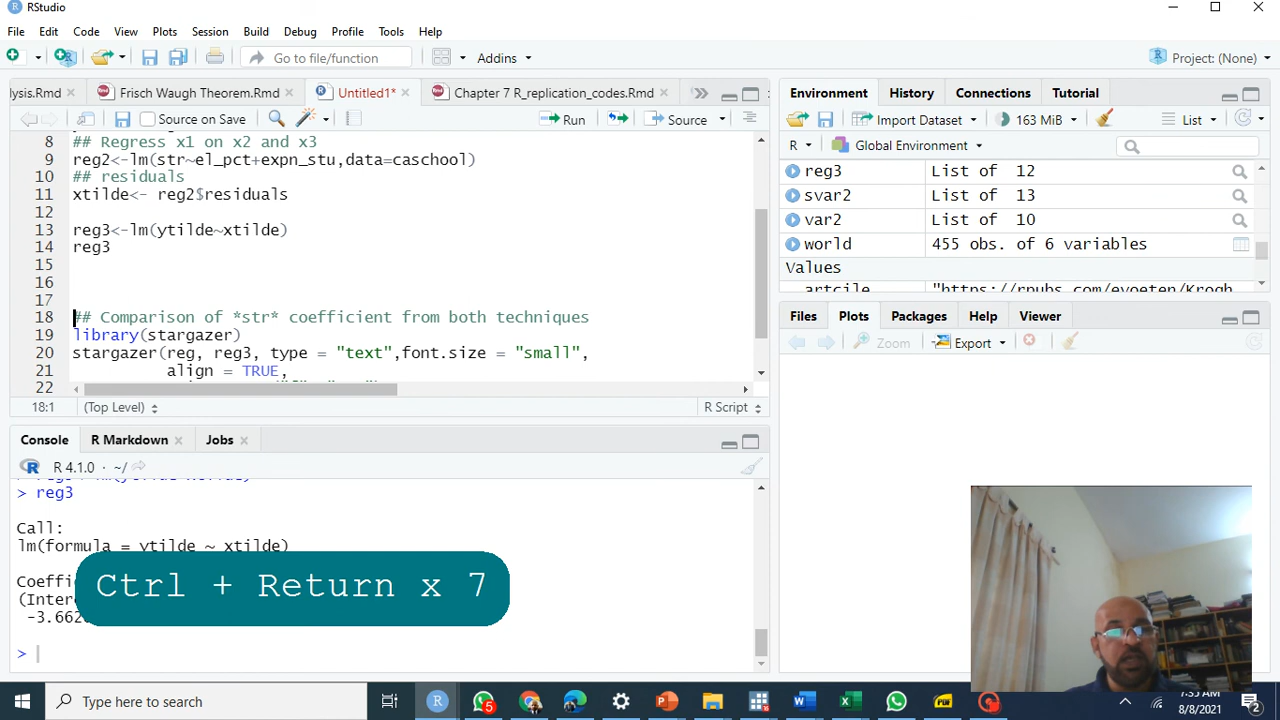 RStudio
File Edit Code View Plots Session Build Debug Profile Tools Help
Go to file/function Addins Project: (None)
lysis.Rmd Frisch Waugh Theorem.Rmd Untitled1* Chapter 7 R_replication_codes.Rmd
Source on Save Run Source
8 ## Regress x1 on x2 and x3
9 reg2<-lm(str~el_pct+expn_stu,data=caschool)
10 ## residuals
11 xtilde<- reg2$residuals
12
13 reg3<-lm(ytilde~xtilde)
14 reg3
15
16
17
18 ## Comparison of *str* coefficient from both techniques
19 library(stargazer)
20 stargazer(reg, reg3, type = "text",font.size = "small",
21 align = TRUE,
22
18:1 (Top Level) R Script
Console R Markdown Jobs
R 4.1.0 · ~/
> reg3
Call:
lm(formula = ytilde ~ xtilde)
Coeffi
(Inter
-3.662
>
Ctrl + Return x 7
Environment History Connections Tutorial
Import Dataset 163 MiB List
R Global Environment
reg3 List of 12
svar2 List of 13
var2 List of 10
world 455 obs. of 6 variables
Values
artcile "https://rpubs.com/evoeten/Krogh
Files Plots Packages Help Viewer
Zoom Export
Type here to search
5
7:35 AM
8/8/2021
2